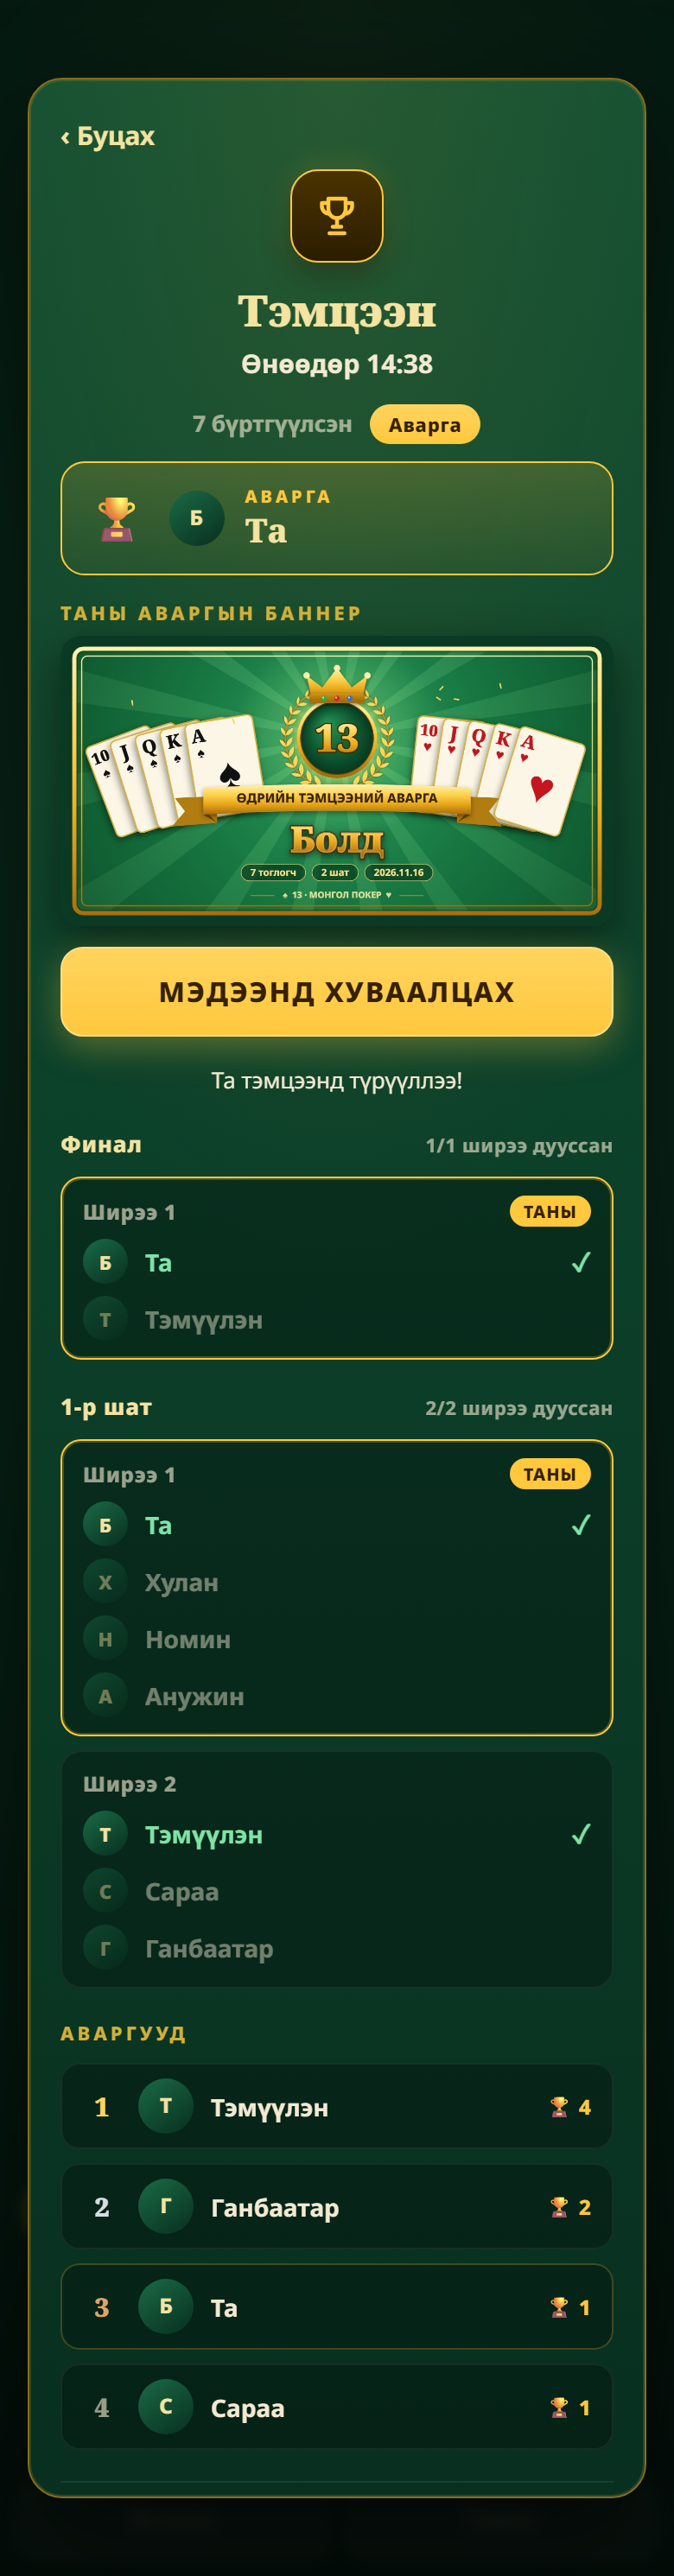 ‹ Буцах
Тэмцээн
Өнөөдөр 14:38
7 бүртгүүлсэн Аварга
Б
АВАРГА
Та
ТАНЫ АВАРГЫН БАННЕР
13
10 J Q K A
10 J Q K A
ӨДРИЙН ТЭМЦЭЭНИЙ АВАРГА
Болд
7 тоглогч 2 шат 2026.11.16
♠ 13 · МОНГОЛ ПОКЕР ♥
МЭДЭЭНД ХУВААЛЦАХ
Та тэмцээнд түрүүллээ!
Финал 1/1 ширээ дууссан
Ширээ 1 ТАНЫ
Б Та ✓
Т Тэмүүлэн
1-р шат 2/2 ширээ дууссан
Ширээ 1 ТАНЫ
Б Та ✓
Х Хулан
Н Номин
А Анужин
Ширээ 2
Т Тэмүүлэн ✓
С Сараа
Г Ганбаатар
АВАРГУУД
1 Т Тэмүүлэн 🏆 4
2 Г Ганбаатар 🏆 2
3 Б Та 🏆 1
4 С Сараа 🏆 1